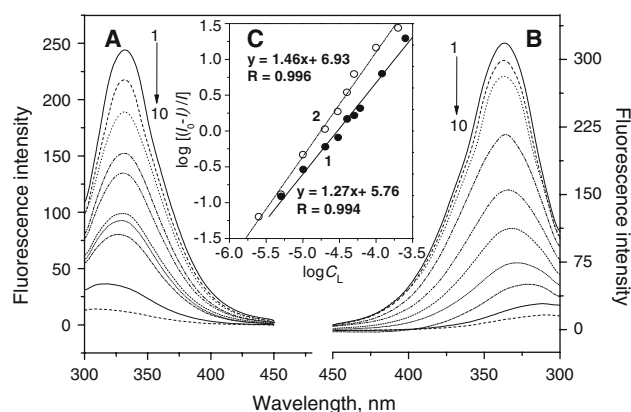 250
200
150
100
50
0
Fluorescence intensity
A
1
10
C
1.5
1.0
0.5
0.0
-0.5
-1.0
-1.5
log [(I0-I)/I]
y = 1.46x+ 6.93
R = 0.996
2
1
y = 1.27x+ 5.76
R = 0.994
-6.0 -5.5 -5.0 -4.5 -4.0 -3.5
logCL
B
1
10
300
225
150
75
0
Fluorescence intensity
300 350 400 450 450 400 350 300
Wavelength, nm